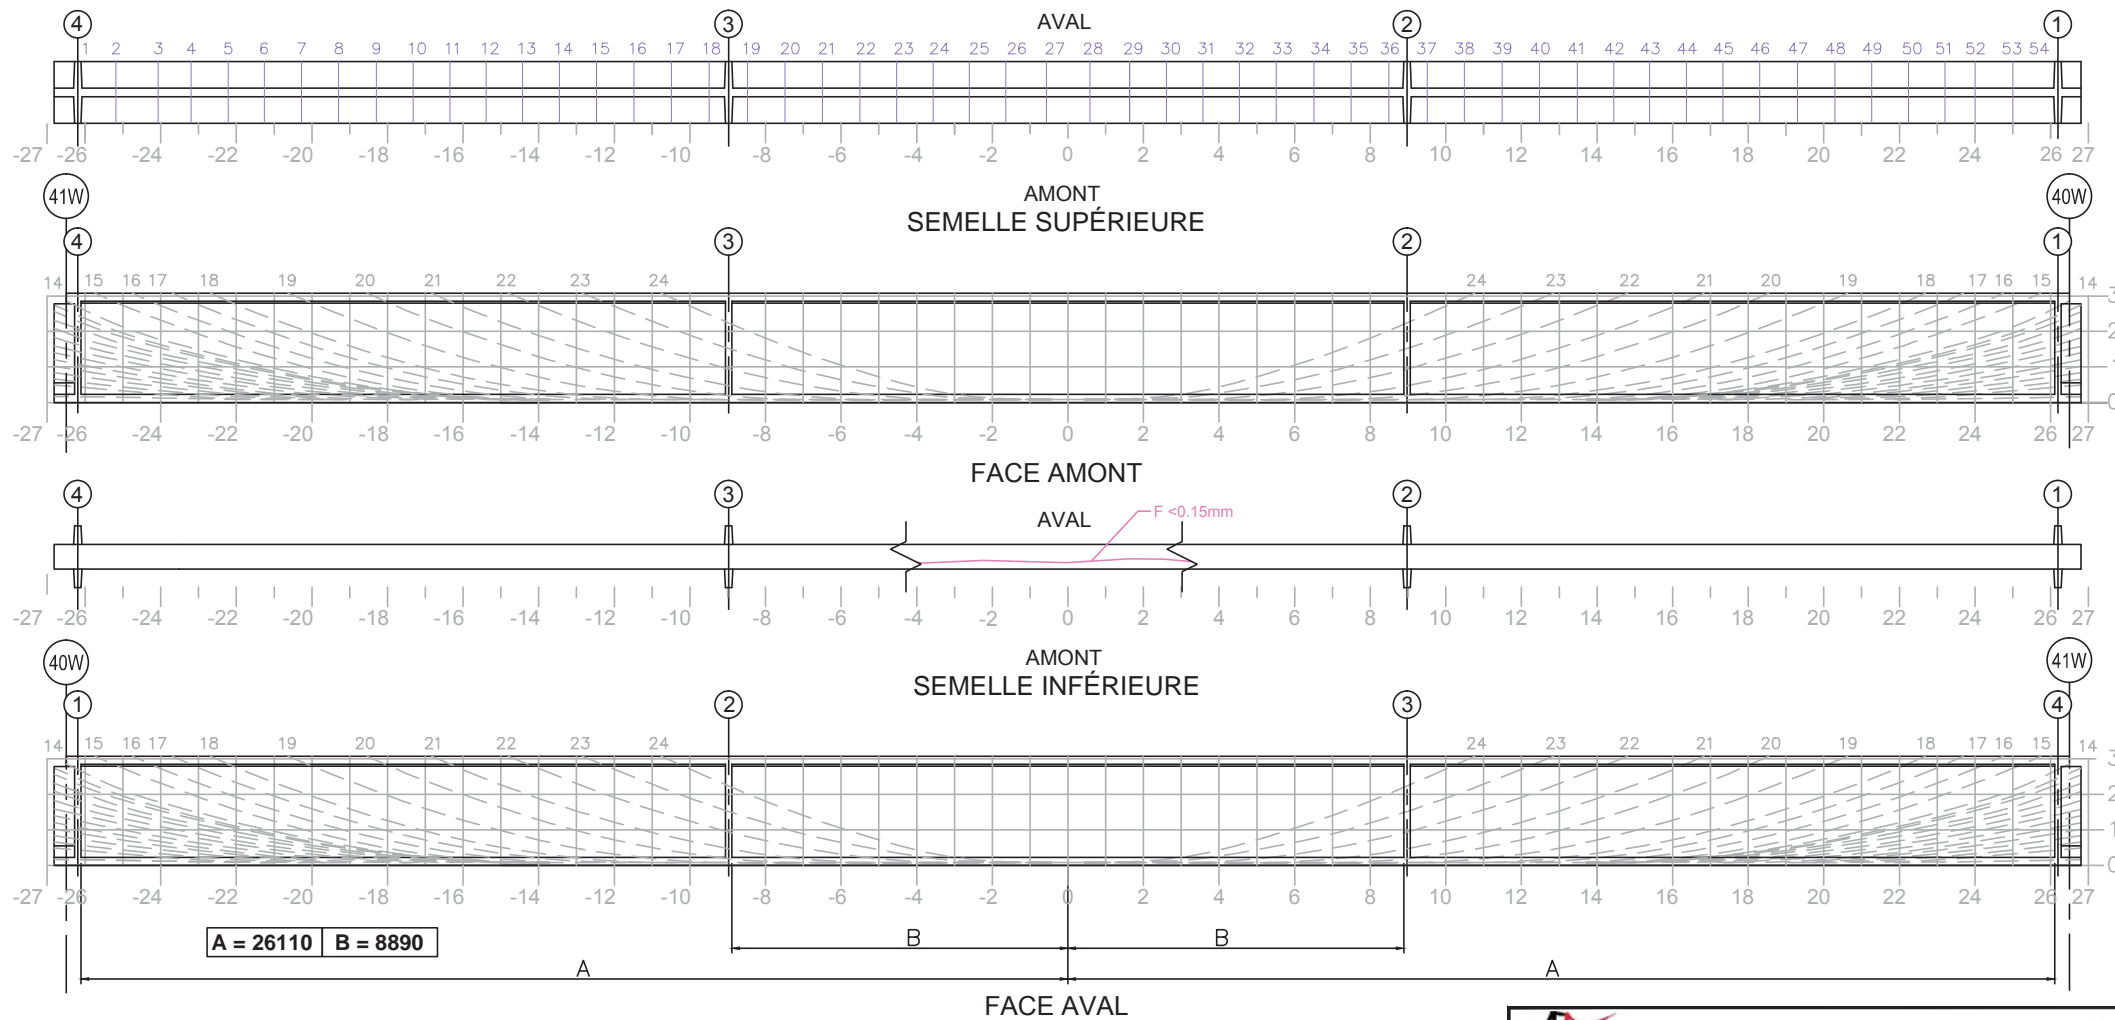 4 3 AVAL 2 1
1 2 3 4 5 6 7 8 9 10 11 12 13 14 15 16 17 18 19 20 21 22 23 24 25 26 27 28 29 30 31 32 33 34 35 36 37 38 39 40 41 42 43 44 45 46 47 48 49 50 51 52 53 54
-27 -26 -24 -22 -20 -18 -16 -14 -12 -10 -8 -6 -4 -2 0 2 4 6 8 10 12 14 16 18 20 22 24 26 27
41W AMONT 40W
SEMELLE SUPÉRIEURE
4 3 2 1
14 15 16 17 18 19 20 21 22 23 24 24 23 22 21 20 19 18 17 16 15 14
3
2
1
0
-27 -26 -24 -22 -20 -18 -16 -14 -12 -10 -8 -6 -4 -2 0 2 4 6 8 10 12 14 16 18 20 22 24 26 27
FACE AMONT
4 3 2 1
AVAL F <0.15mm
-27 -26 -24 -22 -20 -18 -16 -14 -12 -10 -8 -6 -4 -2 0 2 4 6 8 10 12 14 16 18 20 22 24 26 27
40W AMONT 41W
SEMELLE INFÉRIEURE
1 2 3 4
14 15 16 17 18 19 20 21 22 23 24 24 23 22 21 20 19 18 17 16 15 14
3
2
1
0
-27 -26 -24 -22 -20 -18 -16 -14 -12 -10 -8 -6 -4 -2 0 2 4 6 8 10 12 14 16 18 20 22 24 26 27
A = 26110 B = 8890
B B
A A
FACE AVAL